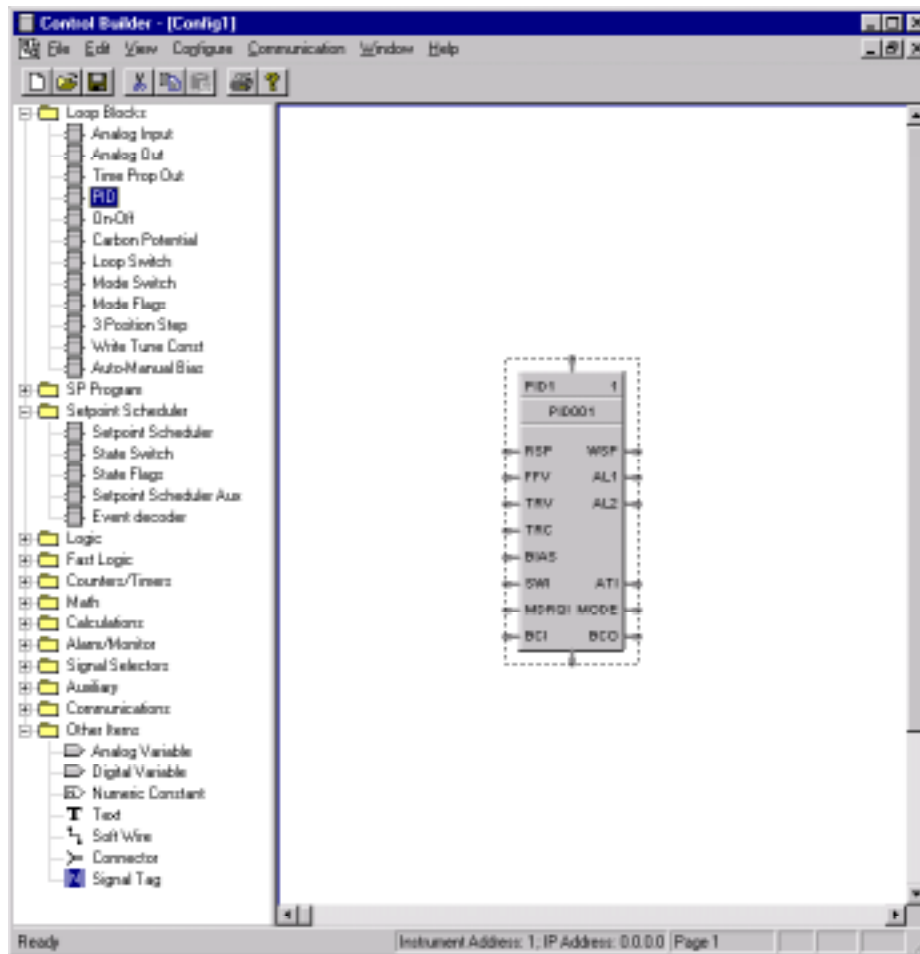 Control Builder - [Config1]
File Edit View Configure Communication Window Help
Loop Blocks
Analog Input
Analog Out
Time Prop Out
PID
On-Off
Carbon Potential
Loop Switch
Mode Switch
Mode Flags
3 Position Step
Write Tune Const
Auto-Manual Bias
SP Program
Setpoint Scheduler
Setpoint Scheduler
State Switch
State Flags
Setpoint Scheduler Aux
Event decoder
Logic
Fast Logic
Counters/Timers
Math
Calculations
Alarm/Monitor
Signal Selectors
Auxiliary
Communications
Other Items
Analog Variable
Digital Variable
Numeric Constant
T Text
Soft Wire
Connector
Signal Tag
PID1 1
PID001
RSP WSP
FFV AL1
TRV AL2
TRC
BIAS
SWI ATI
MDRQI MODE
BCI BCO
Ready
Instrument Address: 1; IP Address: 0.0.0.0 Page 1